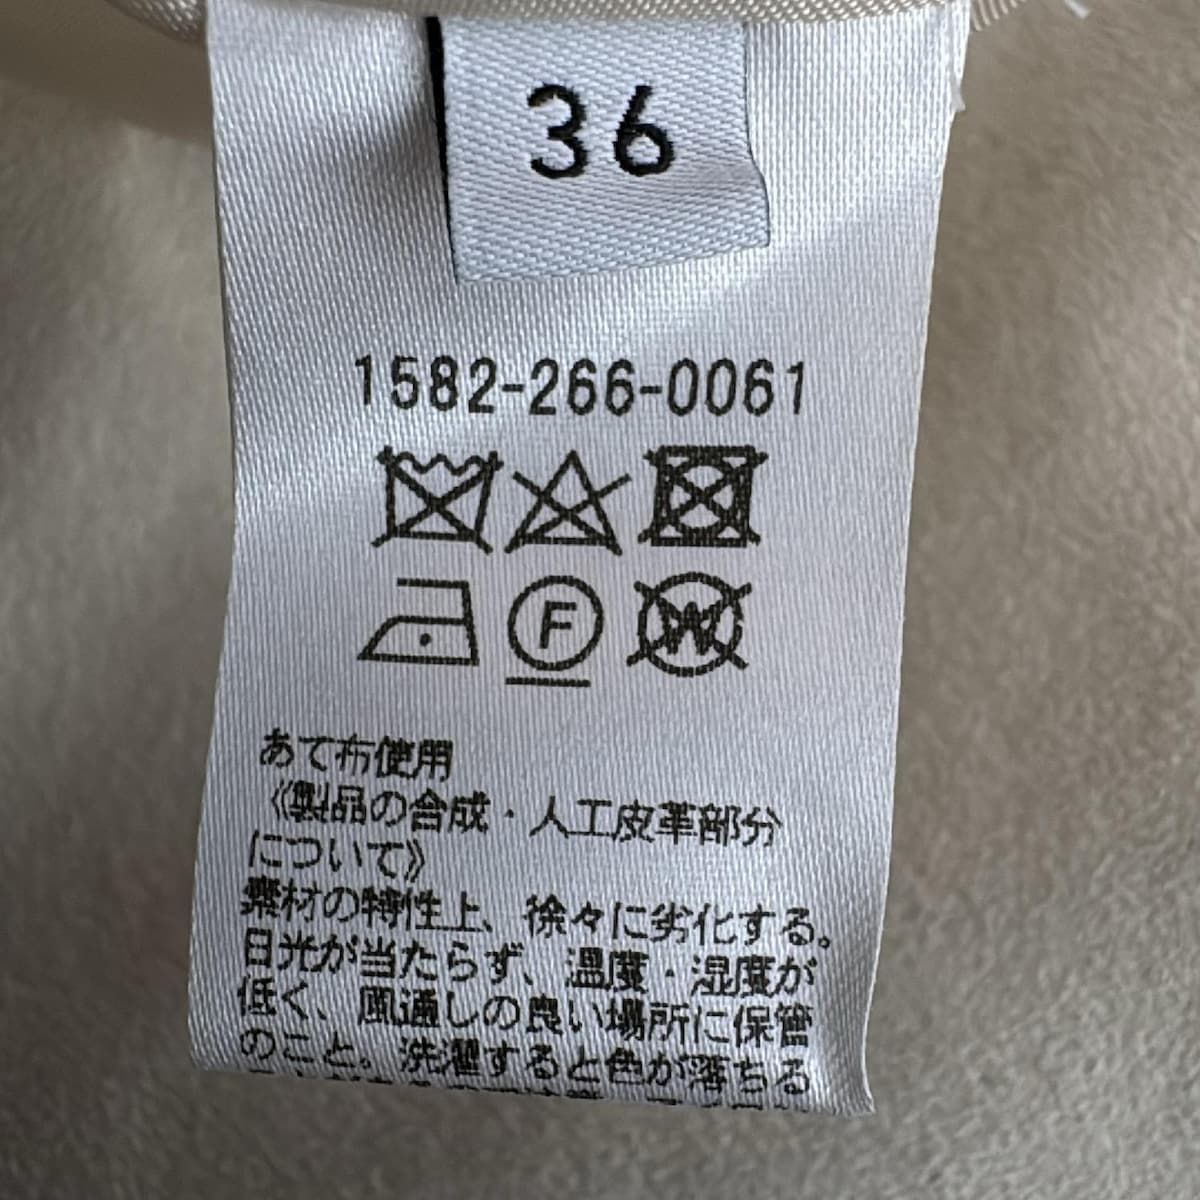 36
1582-266-0061
F
W
あて布使用
《製品の合成・人工皮革部分
について》
素材の特性上、徐々に劣化する。
日光が当たらず、温度・湿度が
低く、風通しの良い場所に保管
のこと。洗濯すると色が落ちる